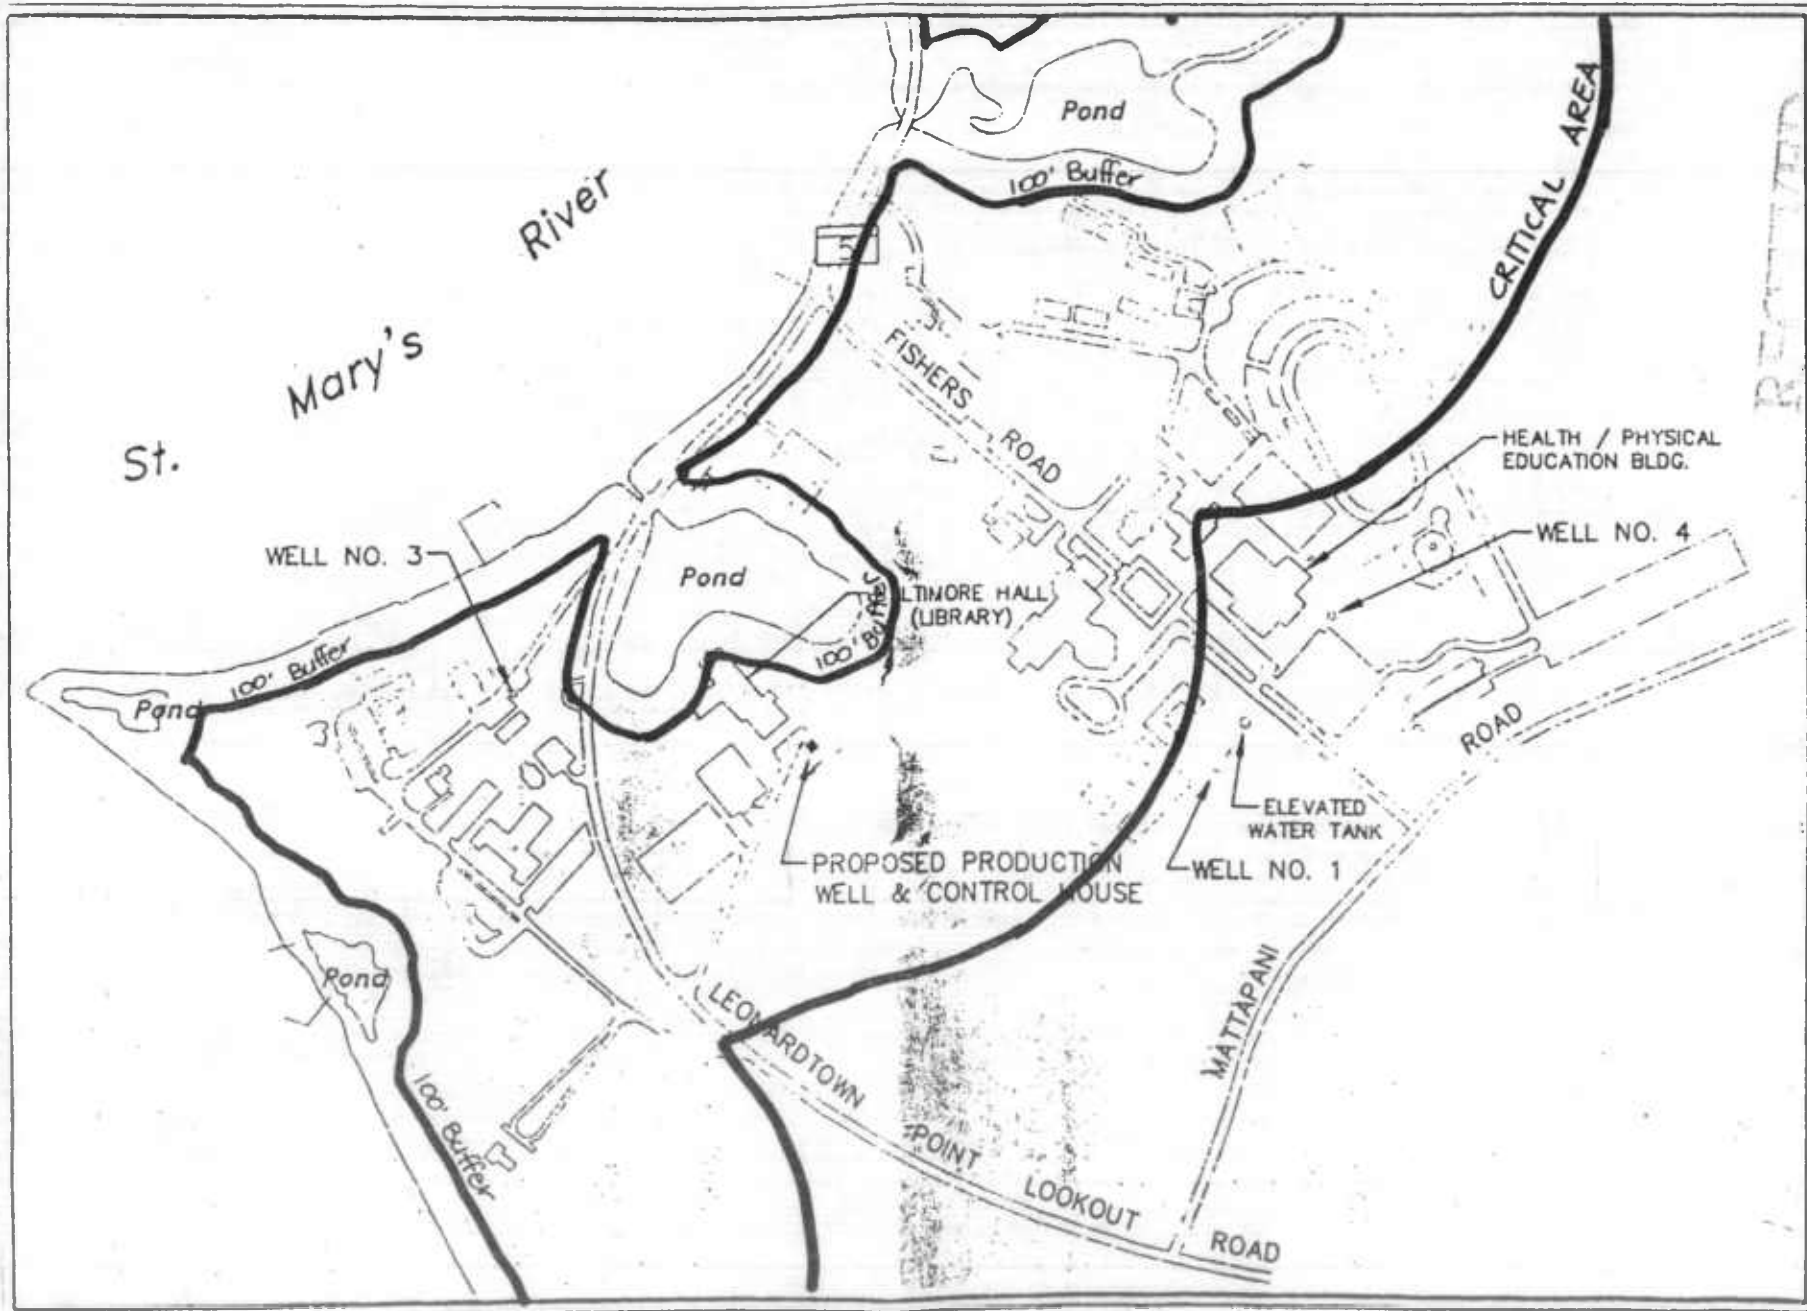 Pond
CRITICAL AREA
RECEIVED
100' Buffer
St. Mary's River
FISHERS ROAD
HEALTH / PHYSICAL
EDUCATION BLDG.
WELL NO. 4
WELL NO. 3
Pond
LTIMORE HALL
(LIBRARY)
100' Buffer
100' Buffer
Pond
ROAD
ELEVATED
WATER TANK
PROPOSED PRODUCTION
WELL & CONTROL HOUSE
WELL NO. 1
Pond
MATTAPANI
LEONARDTOWN
POINT
LOOKOUT
ROAD
100' Buffer